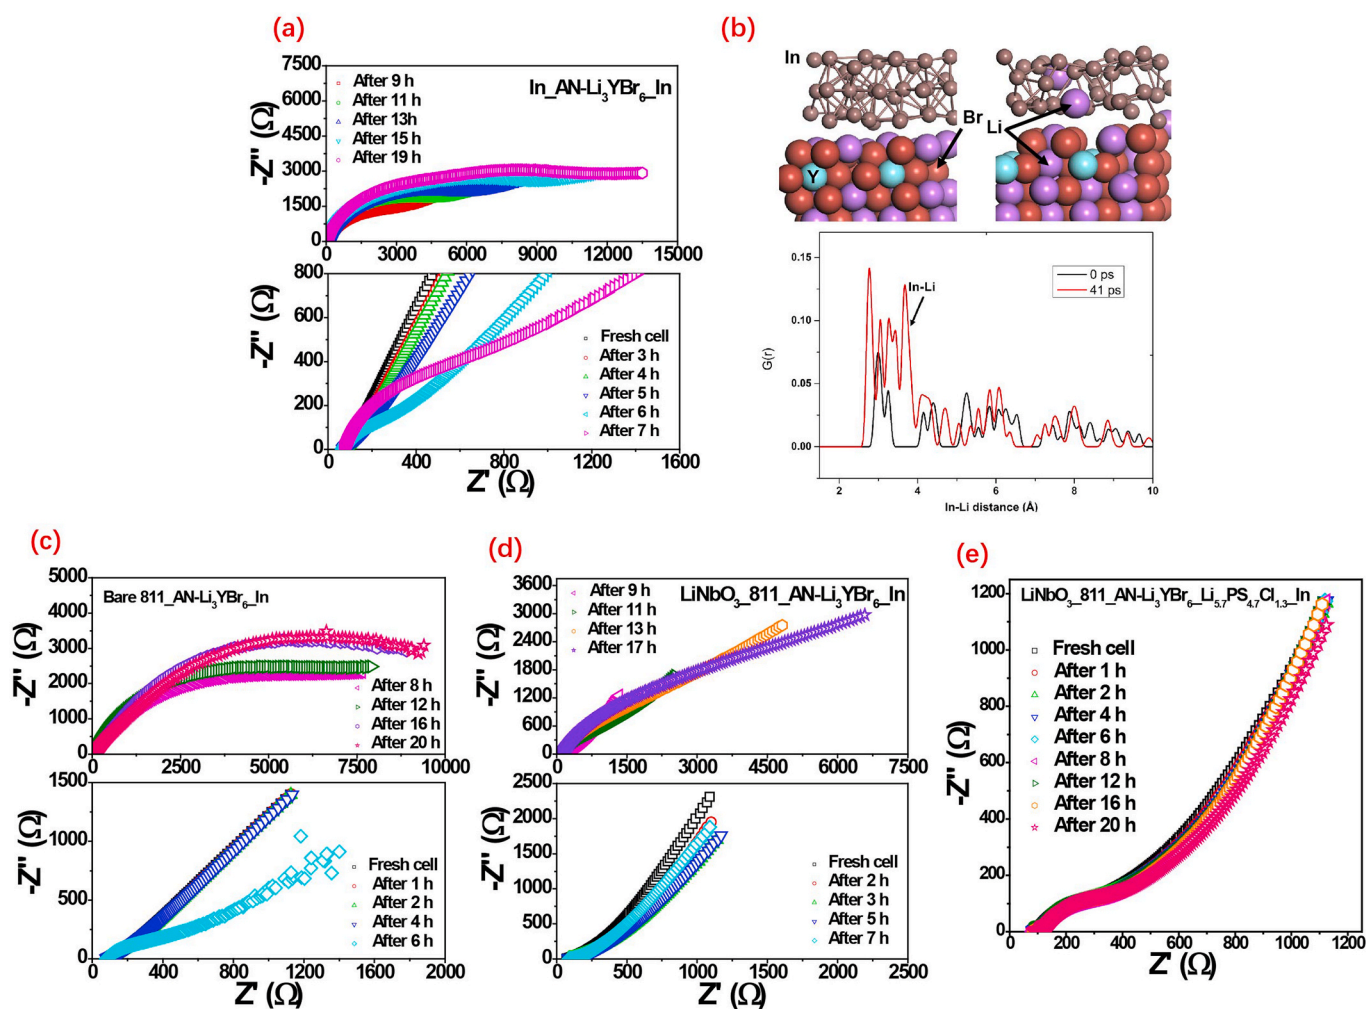 (a)
7500
6000
4500
3000
1500
0
-Z" (Ω)
After 9 h
After 11 h
After 13h
After 15 h
After 19 h
In_AN-Li₃YBr₆_In
0 3000 6000 9000 12000 15000
800
600
400
200
0
-Z" (Ω)
Fresh cell
After 3 h
After 4 h
After 5 h
After 6 h
After 7 h
0 400 800 1200 1600
Z' (Ω)
(b)
In
Br
Li
Y
0.15
0.10
0.05
0.00
G(r)
In-Li
0 ps
41 ps
2 4 6 8 10
In-Li distance (Å)
(c)
5000
4000
3000
2000
1000
0
-Z" (Ω)
Bare 811_AN-Li₃YBr₆_In
After 8 h
After 12 h
After 16 h
After 20 h
0 2500 5000 7500 10000
1500
1000
500
0
-Z" (Ω)
Fresh cell
After 1 h
After 2 h
After 4 h
After 6 h
0 400 800 1200 1600 2000
Z' (Ω)
(d)
3600
3000
2400
1800
1200
600
0
-Z" (Ω)
After 9 h
After 11 h
After 13 h
After 17 h
LiNbO₃_811_AN-Li₃YBr₆_In
0 1500 3000 4500 6000 7500
2500
2000
1500
1000
500
0
-Z" (Ω)
Fresh cell
After 2 h
After 3 h
After 5 h
After 7 h
0 500 1000 1500 2000 2500
Z' (Ω)
(e)
1200
1000
800
600
400
200
0
-Z" (Ω)
LiNbO₃_811_AN-Li₃YBr₆_Li₅.₇PS₄.₇Cl₁.₃_In
Fresh cell
After 1 h
After 2 h
After 4 h
After 6 h
After 8 h
After 12 h
After 16 h
After 20 h
0 200 400 600 800 1000 1200
Z' (Ω)